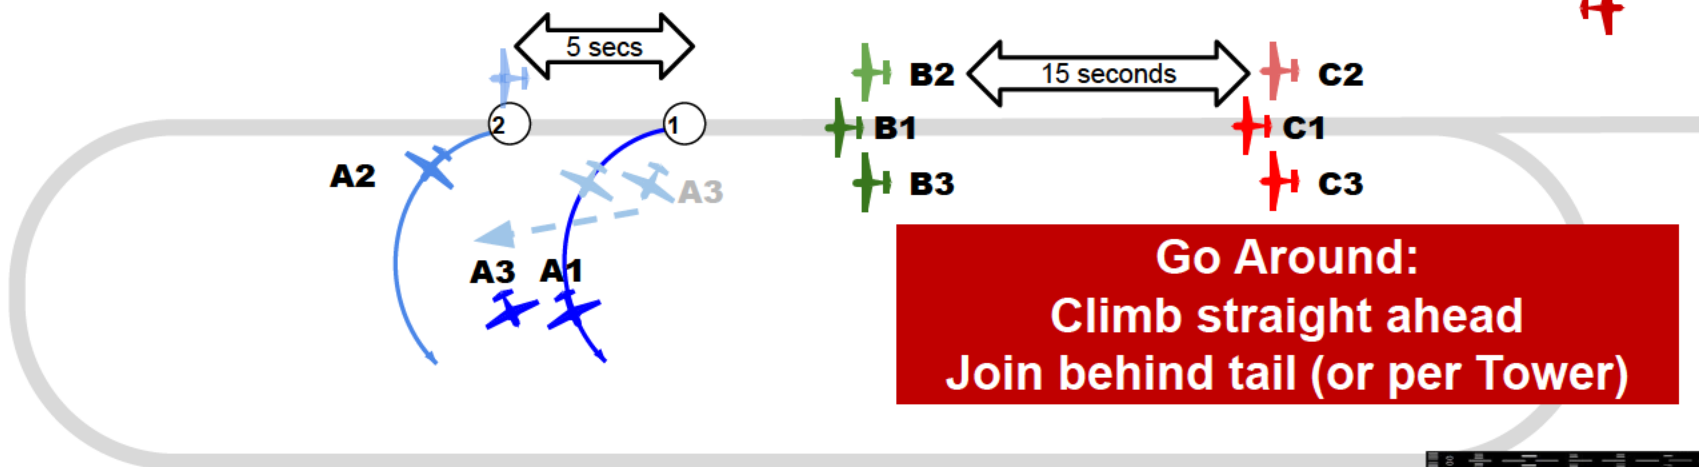 5 secs
15 seconds
B2
C2
2
1
B1
C1
A2
A3
B3
C3
A3
A1
Go Around:
Climb straight ahead
Join behind tail (or per Tower)